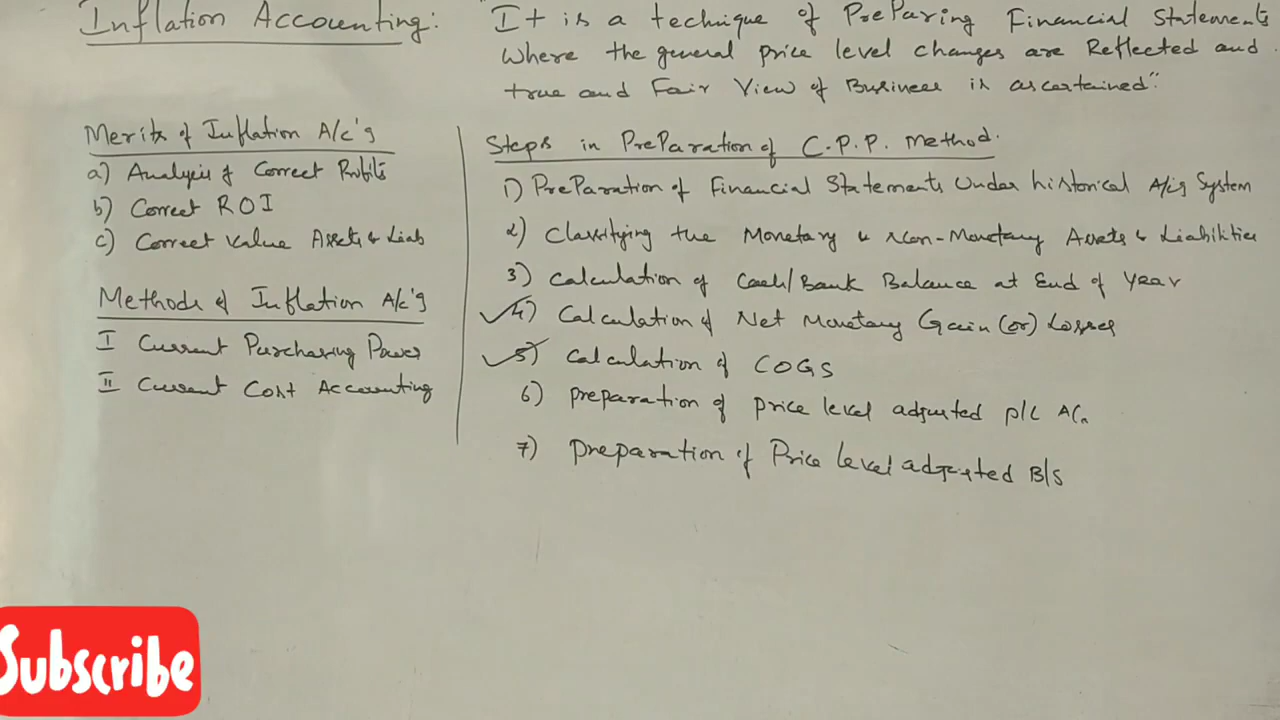 Inflation Accounting: "It is a technique of Preparing Financial Statements
Where the general price level changes are Reflected and
true and Fair View of Business is ascertained"
Merits of Inflation A/c'g
a) Analysis of Correct Profits
b) Correct ROI
c) Correct Value Assets & Liab
Methods of Inflation A/c'g
I Current Purchasing Power
II Current Cost Accounting
Steps in Preparation of C.P.P. Method.
1) Preparation of Financial Statements Under historical A/cig System
2) Classifying the Monetary & Non-Monetary Assets & Liabilities
3) Calculation of Cash/Bank Balance at End of Year
4) Calculation of Net Monetary Gain (or) Losses
5) Calculation of COGS
6) Preparation of price level adjusted p/L A/c
7) Preparation of Price level adjusted B/S
Subscribe